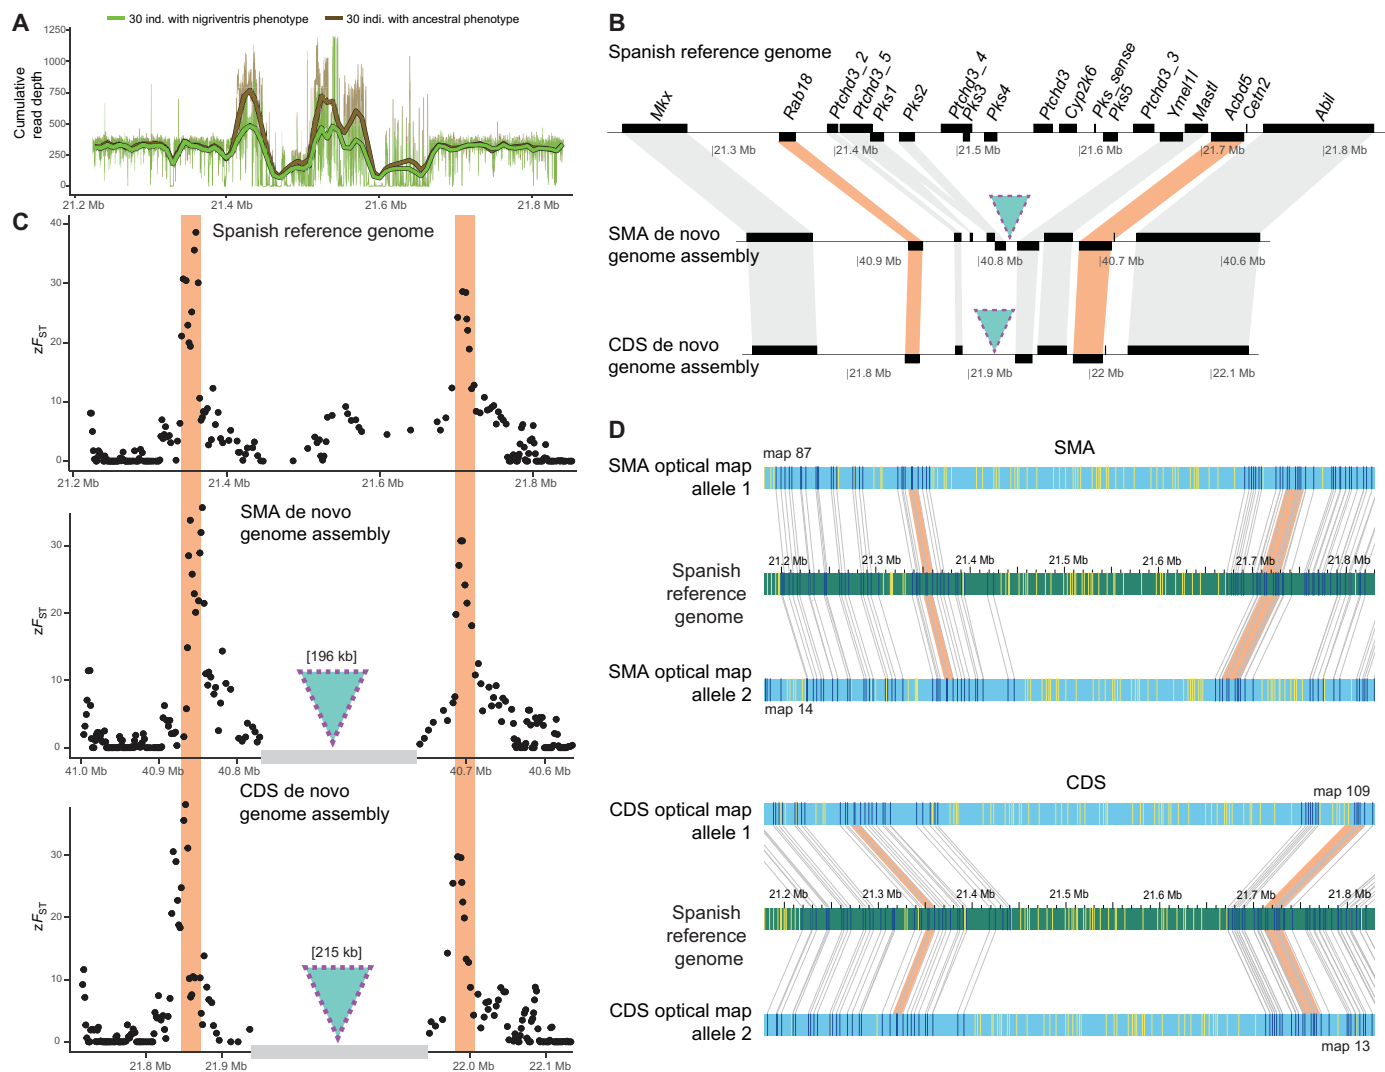 A
30 ind. with nigriventris phenotype
30 indi. with ancestral phenotype
Cumulative
read depth
1250
1000
750
500
250
0
21.2 Mb
21.4 Mb
21.6 Mb
21.8 Mb
B
Spanish reference genome
Mkx
Rab18
Ptchd3_2
Ptchd3_5
Pks1
Pks2
Ptchd3_4
Pks3
Pks4
Ptchd3
Cyp2k6
Pks_sense
Pks5
Ptchd3_3
Ymel1l
Mastl
Acbd5
Cetn2
Abil
|21.3 Mb
|21.4 Mb
|21.5 Mb
|21.6 Mb
|21.7 Mb
|21.8 Mb
SMA de novo
genome assembly
|40.9 Mb
|40.8 Mb
|40.7 Mb
|40.6 Mb
CDS de novo
genome assembly
|21.8 Mb
|21.9 Mb
|22 Mb
|22.1 Mb
C
Spanish reference genome
zFST
40
30
20
10
0
21.2 Mb
21.4 Mb
21.6 Mb
21.8 Mb
SMA de novo
genome assembly
zFST
30
20
10
0
[196 kb]
41.0 Mb
40.9 Mb
40.8 Mb
40.7 Mb
40.6 Mb
CDS de novo
genome assembly
zFST
30
20
10
0
[215 kb]
21.8 Mb
21.9 Mb
22.0 Mb
22.1 Mb
D
SMA
map 87
SMA optical map
allele 1
21.2 Mb
21.3 Mb
21.4 Mb
21.5 Mb
21.6 Mb
21.7 Mb
21.8 Mb
Spanish
reference
genome
SMA optical map
allele 2
map 14
CDS
map 109
CDS optical map
allele 1
21.2 Mb
21.3 Mb
21.4 Mb
21.5 Mb
21.6 Mb
21.7 Mb
21.8 Mb
Spanish
reference
genome
CDS optical map
allele 2
map 13